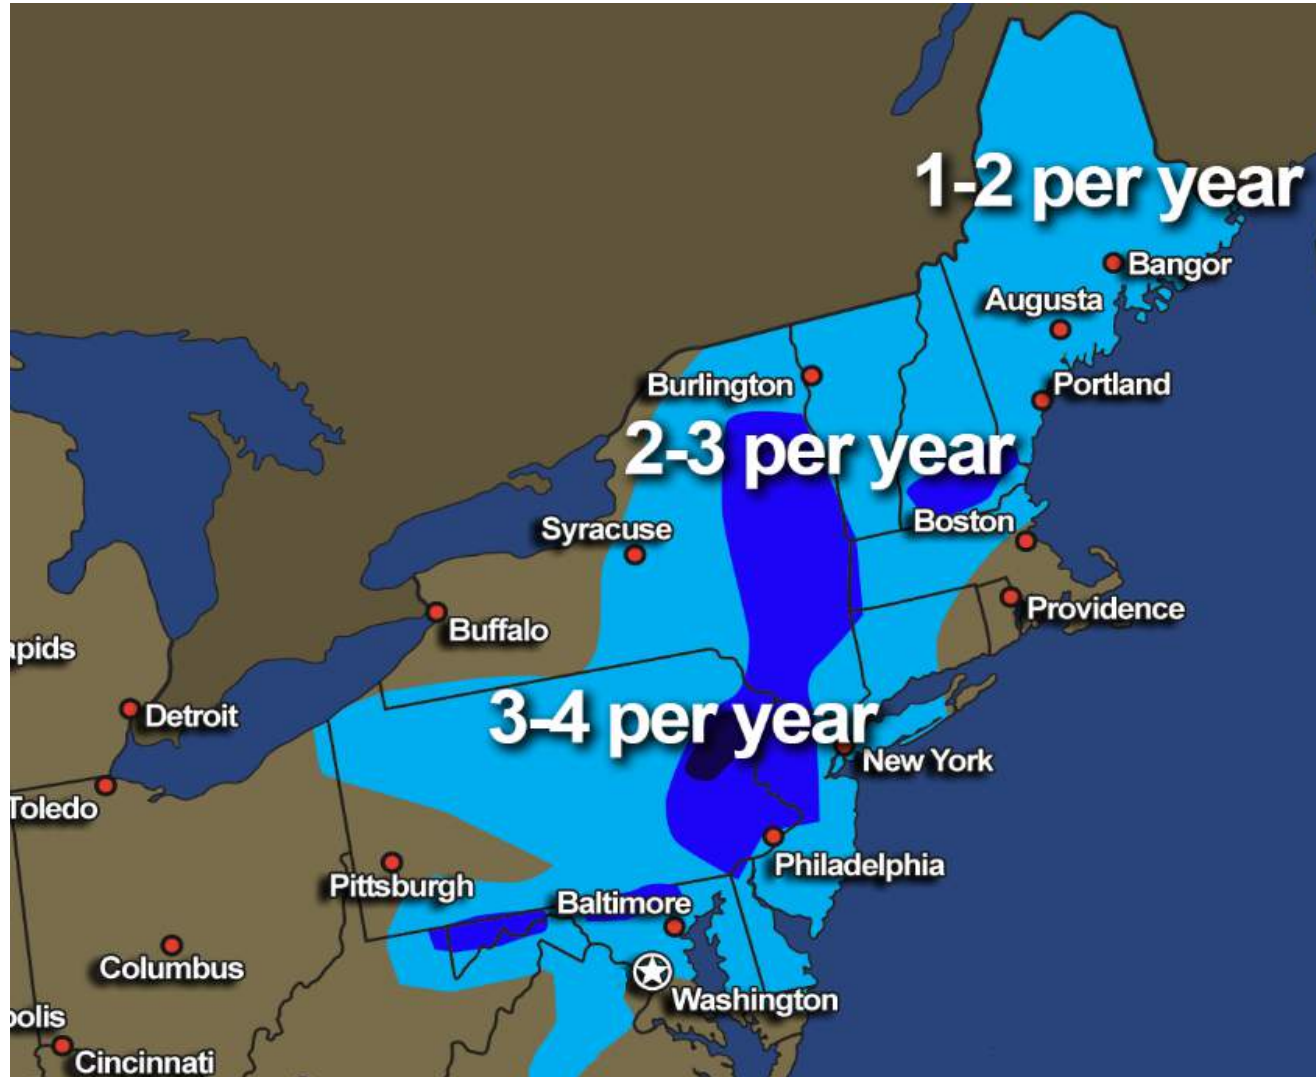 1-2 per year
Bangor
Augusta
Burlington
Portland
2-3 per year
Syracuse
Boston
Providence
Buffalo
apids
Detroit
3-4 per year
New York
Toledo
Philadelphia
Pittsburgh
Baltimore
Columbus
Washington
polis
Cincinnati